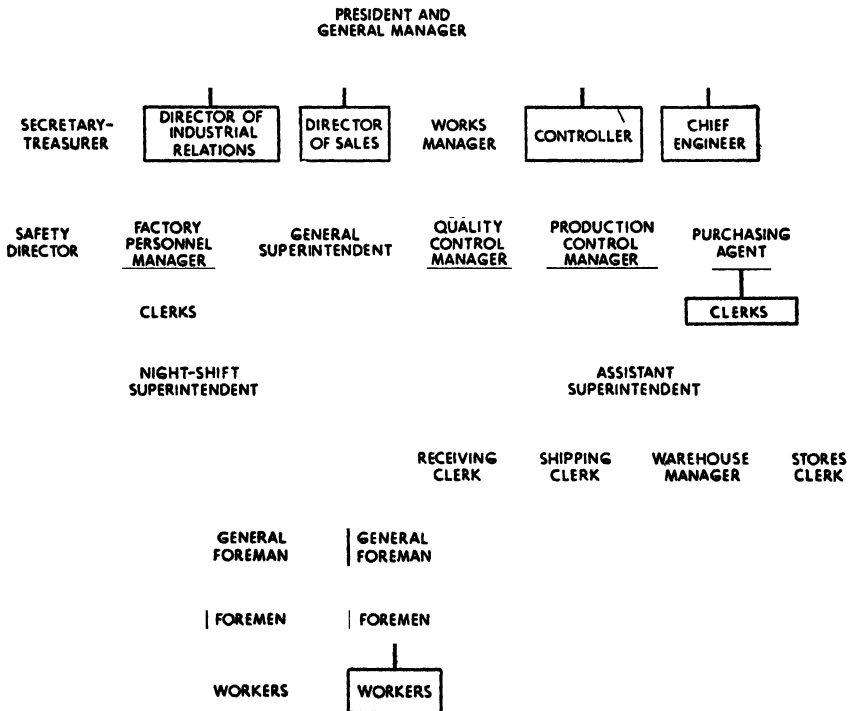 PRESIDENT AND
GENERAL MANAGER
SECRETARY-
TREASURER
DIRECTOR OF
INDUSTRIAL
RELATIONS
DIRECTOR
OF SALES
WORKS
MANAGER
CONTROLLER
CHIEF
ENGINEER
SAFETY
DIRECTOR
FACTORY
PERSONNEL
MANAGER
GENERAL
SUPERINTENDENT
QUALITY
CONTROL
MANAGER
PRODUCTION
CONTROL
MANAGER
PURCHASING
AGENT
CLERKS
CLERKS
NIGHT-SHIFT
SUPERINTENDENT
ASSISTANT
SUPERINTENDENT
RECEIVING
CLERK
SHIPPING
CLERK
WAREHOUSE
MANAGER
STORES
CLERK
GENERAL
FOREMAN
GENERAL
FOREMAN
FOREMEN
FOREMEN
WORKERS
WORKERS